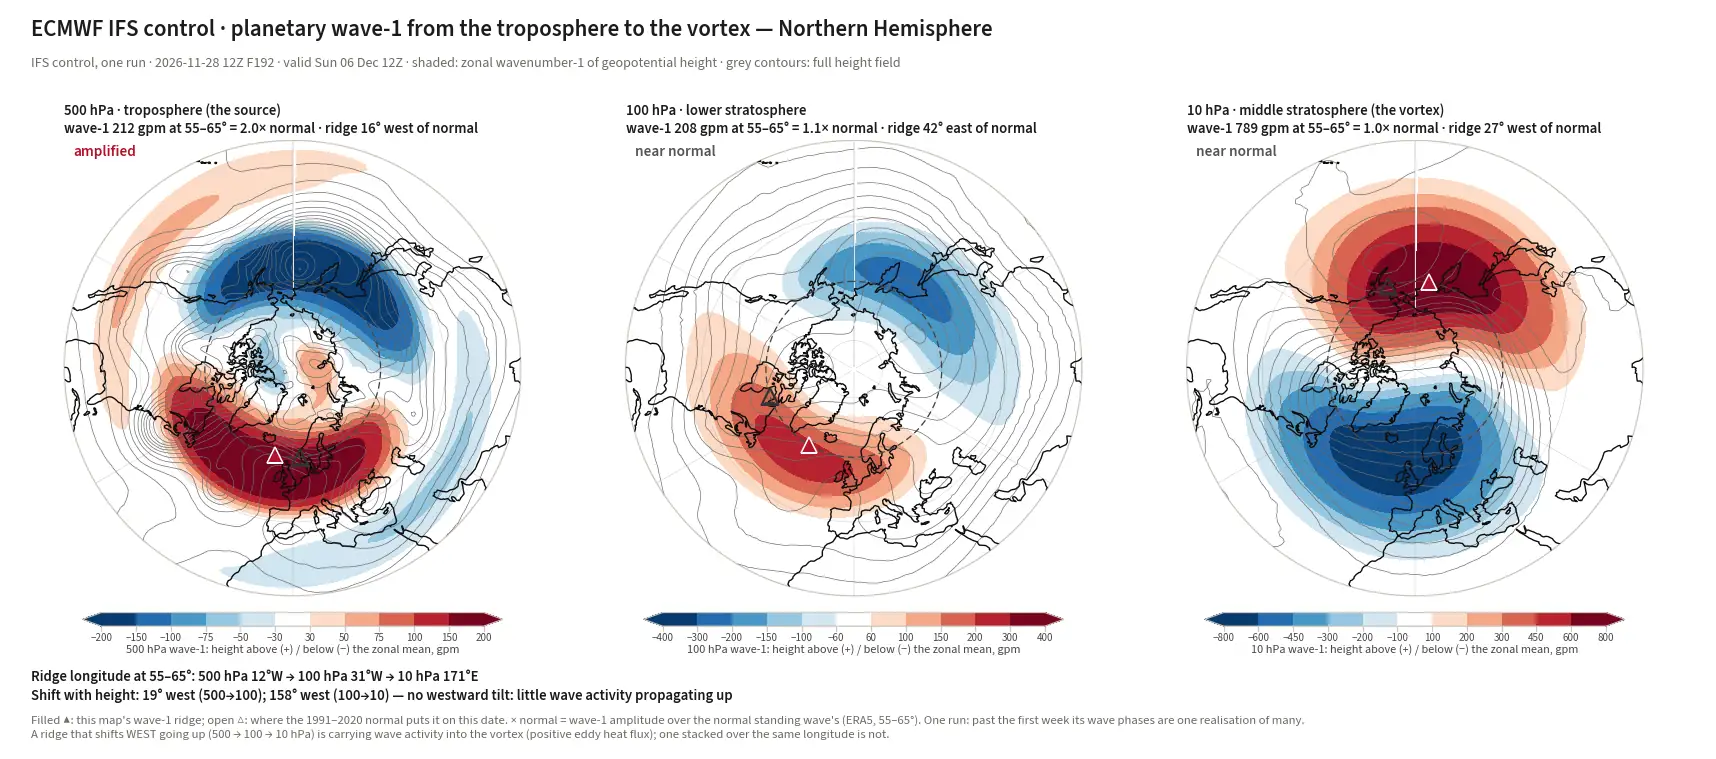 ECMWF IFS control · planetary wave-1 from the troposphere to the vortex — Northern Hemisphere
IFS control, one run · 2026-11-28 12Z F192 · valid Sun 06 Dec 12Z · shaded: zonal wavenumber-1 of geopotential height · grey contours: full height field
500 hPa · troposphere (the source)
wave-1 212 gpm at 55–65° = 2.0× normal · ridge 16° west of normal
amplified
100 hPa · lower stratosphere
wave-1 208 gpm at 55–65° = 1.1× normal · ridge 42° east of normal
near normal
10 hPa · middle stratosphere (the vortex)
wave-1 789 gpm at 55–65° = 1.0× normal · ridge 27° west of normal
near normal
−200 −150 −100 −75 −50 −30 30 50 75 100 150 200
500 hPa wave-1: height above (+) / below (−) the zonal mean, gpm
−400 −300 −200 −150 −100 −60 60 100 150 200 300 400
100 hPa wave-1: height above (+) / below (−) the zonal mean, gpm
−800 −600 −450 −300 −200 −100 100 200 300 450 600 800
10 hPa wave-1: height above (+) / below (−) the zonal mean, gpm
Ridge longitude at 55–65°: 500 hPa 12°W → 100 hPa 31°W → 10 hPa 171°E
Shift with height: 19° west (500→100); 158° west (100→10) — no westward tilt: little wave activity propagating up
Filled ▲: this map's wave-1 ridge; open △: where the 1991–2020 normal puts it on this date. × normal = wave-1 amplitude over the normal standing wave's (ERA5, 55–65°). One run: past the first week its wave phases are one realisation of many.
A ridge that shifts WEST going up (500 → 100 → 10 hPa) is carrying wave activity into the vortex (positive eddy heat flux); one stacked over the same longitude is not.